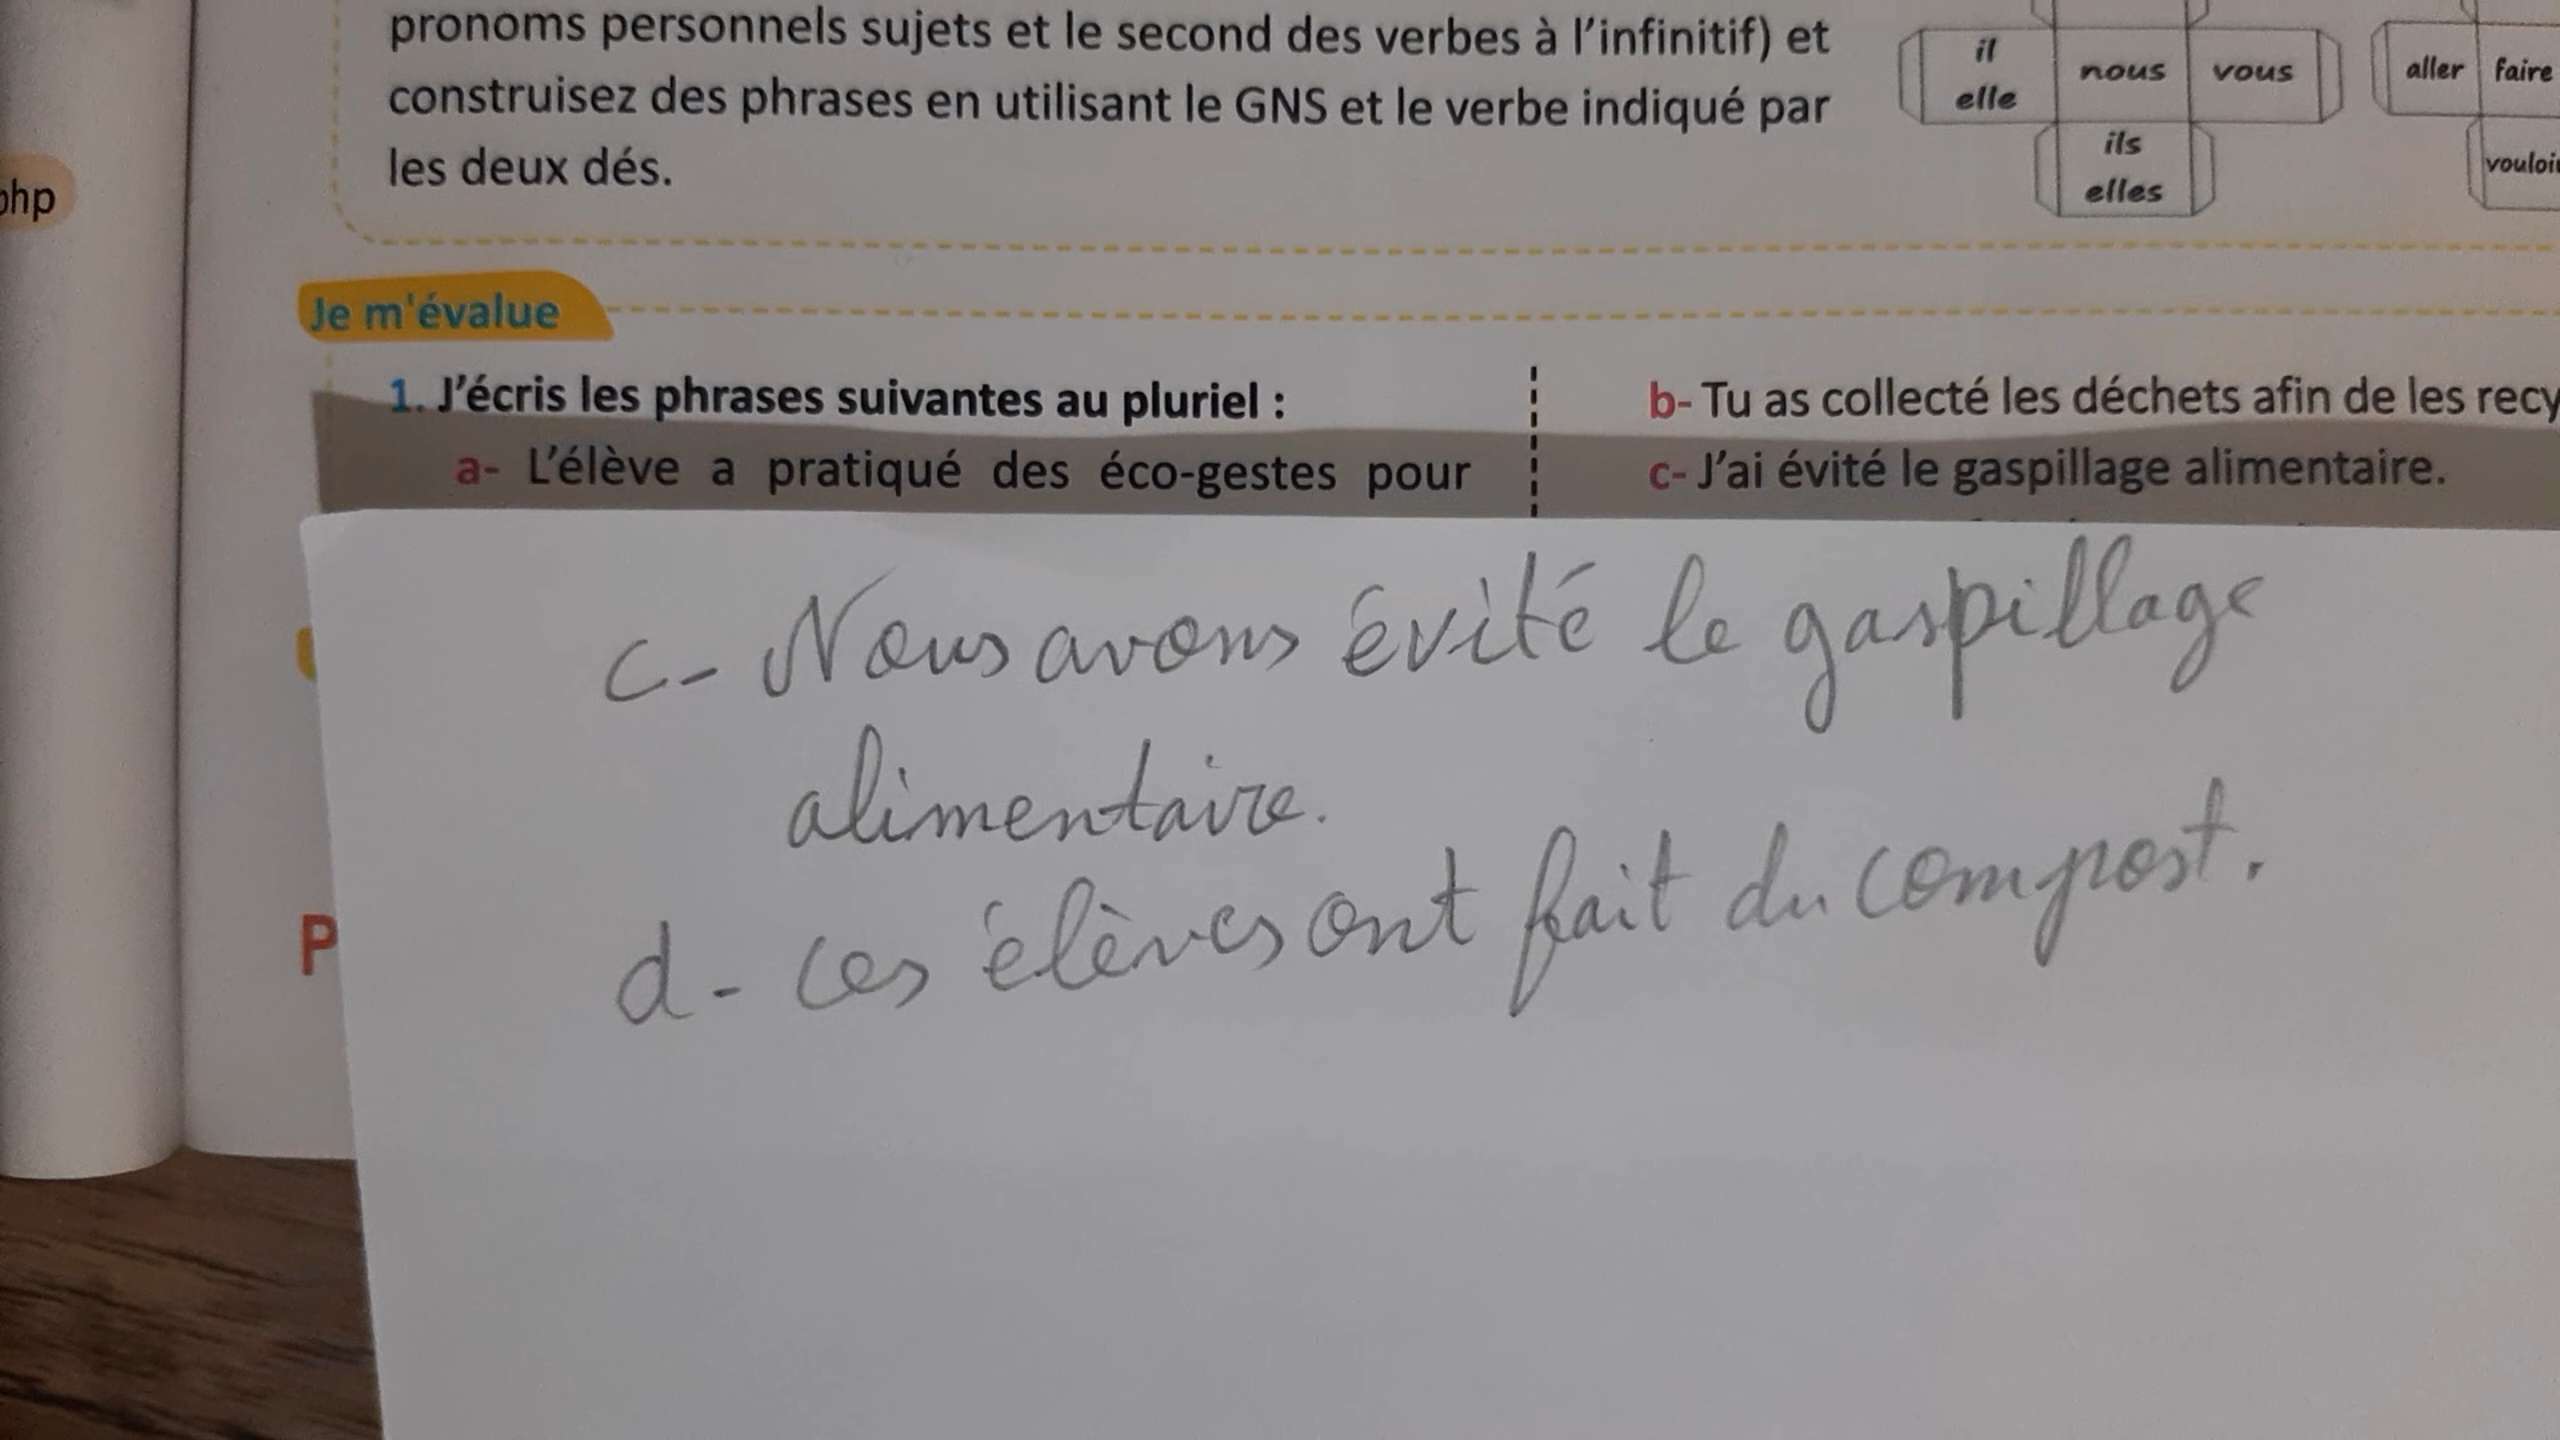 pronoms personnels sujets et le second des verbes à l'infinitif) et
construisez des phrases en utilisant le GNS et le verbe indiqué par
les deux dés.
il
elle
nous
vous
ils
elles
aller
faire
php
Je m'évalue
1. J'écris les phrases suivantes au pluriel :
a- L'élève a pratiqué des éco-gestes pour
b- Tu as collecté les déchets afin de les
c- J'ai évité le gaspillage alimentaire.
c- Nous avons évité le gaspillage
alimentaire.
d- Ces élèves ont fait du compost.
P